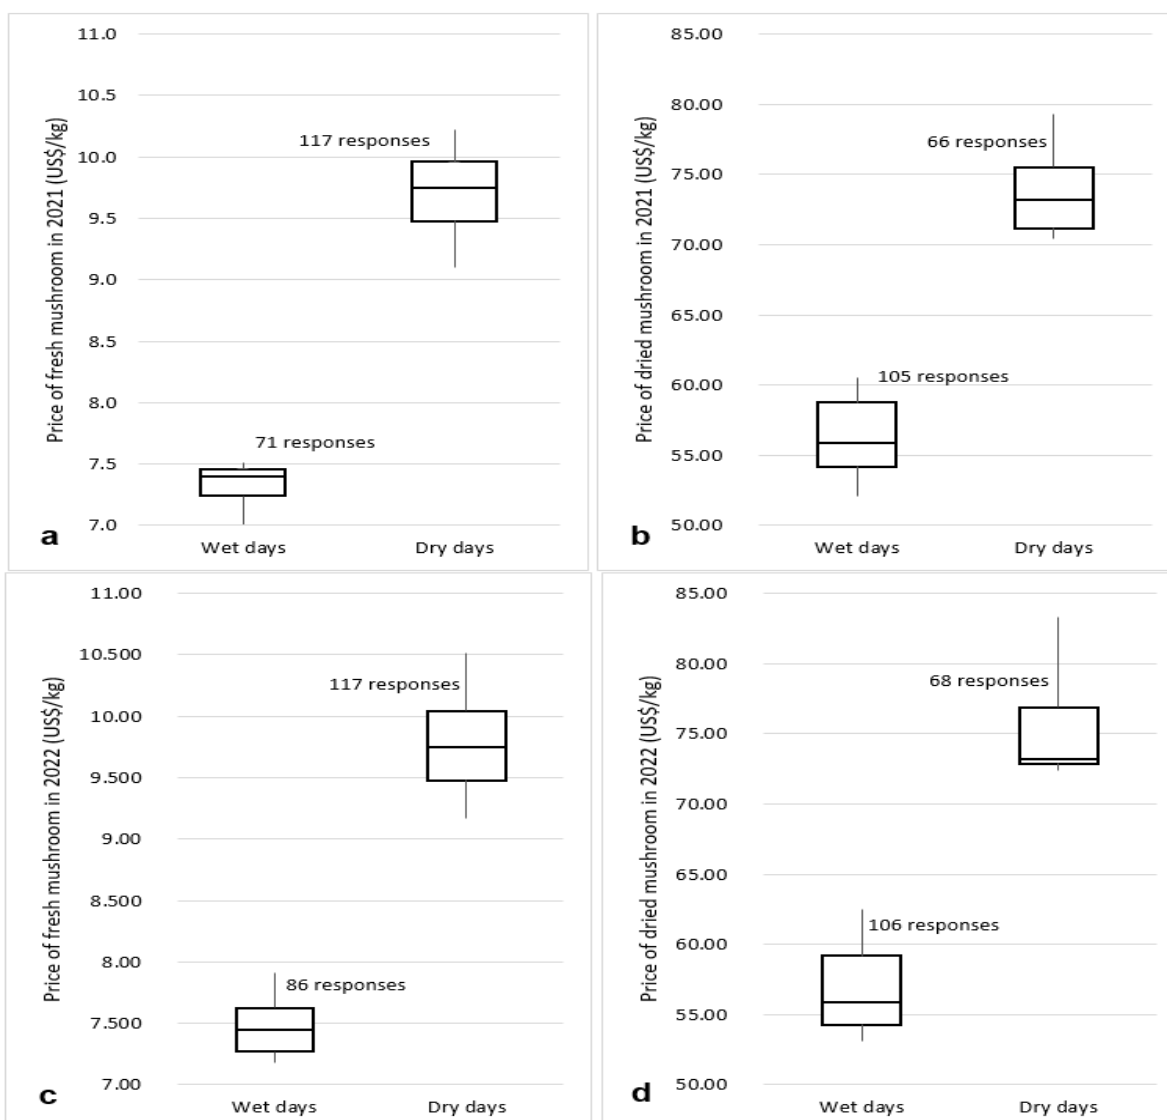 Price of fresh mushroom in 2021 (US$/kg)
11.0
10.5
10.0
9.5
9.0
8.5
8.0
7.5
7.0
117 responses
71 responses
Wet days
Dry days
a
Price of dried mushroom in 2021 (US$/kg)
85.00
80.00
75.00
70.00
65.00
60.00
55.00
50.00
66 responses
105 responses
Wet days
Dry days
b
Price of fresh mushroom in 2022 (US$/kg)
11.00
10.500
10.00
9.500
9.00
8.500
8.00
7.500
7.00
117 responses
86 responses
Wet days
Dry days
c
Price of dried mushroom in 2022 (US$/kg)
85.00
80.00
75.00
70.00
65.00
60.00
55.00
50.00
68 responses
106 responses
Wet days
Dry days
d